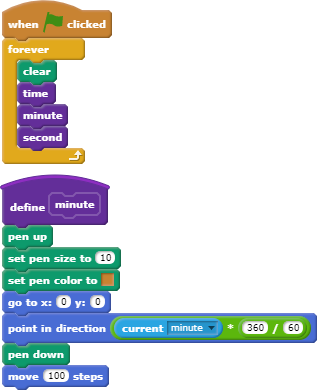 when clicked
forever
clear
time
minute
second
define minute
pen up
set pen size to 10
set pen color to
go to x: 0 y: 0
point in direction current minute * 360 / 60
pen down
move 100 steps